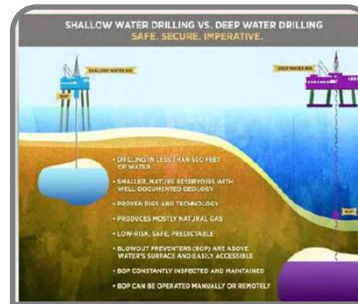 SHALLOW WATER DRILLING VS. DEEP WATER DRILLING
SAFE. SECURE. IMPERATIVE.
SHALLOW WATER RIG
DEEP WATER RIG
BOP
• DRILLING IN LESS THAN 500 FEET
OF WATER
• SMALLER, MATURE RESERVOIRS WITH
WELL-DOCUMENTED GEOLOGY
• PROVEN RIGS AND TECHNOLOGY
• PRODUCES MOSTLY NATURAL GAS
• LOW-RISK, SAFE, PREDICTABLE
• BLOWOUT PREVENTERS (BOP) ARE ABOVE
WATER'S SURFACE AND EASILY ACCESSIBLE
BOP
• BOP CONSTANTLY INSPECTED AND MAINTAINED
• BOP CAN BE OPERATED MANUALLY OR REMOTELY